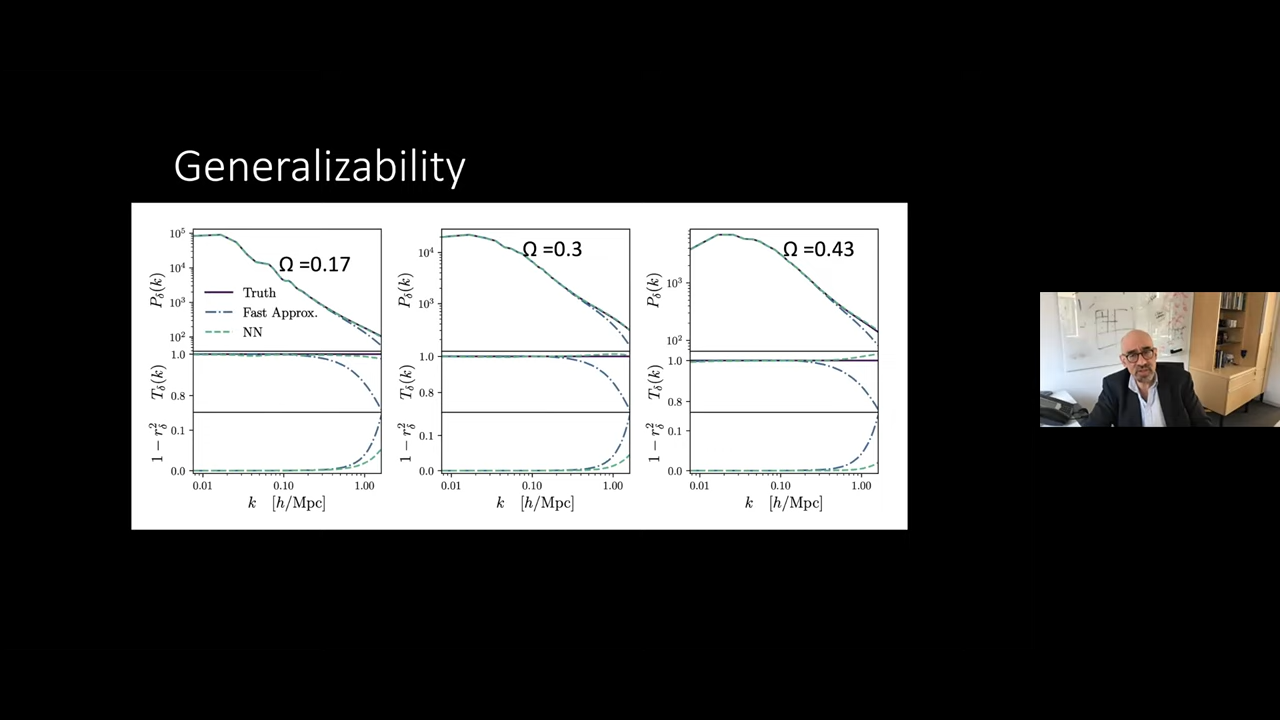 Generalizability
10⁵
10⁴
10³
10²
P_δ(k)
Ω =0.17
Truth
Fast Approx.
NN
1.0
0.8
T_δ(k)
0.1
0.0
1 − r²_δ
0.01 0.10 1.00
k [h/Mpc]
10⁴
10³
P_δ(k)
Ω =0.3
1.0
0.8
T_δ(k)
0.1
0.0
1 − r²_δ
0.01 0.10 1.00
k [h/Mpc]
10³
10²
P_δ(k)
Ω =0.43
1.0
0.8
T_δ(k)
0.1
0.0
1 − r²_δ
0.01 0.10 1.00
k [h/Mpc]